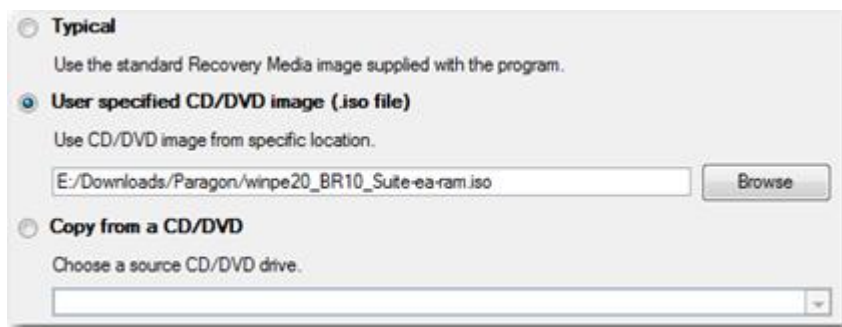 Typical
Use the standard Recovery Media image supplied with the program.
User specified CD/DVD image (.iso file)
Use CD/DVD image from specific location.
E:/Downloads/Paragon/winpe20_BR10_Suite-ea-ram.iso
Browse
Copy from a CD/DVD
Choose a source CD/DVD drive.